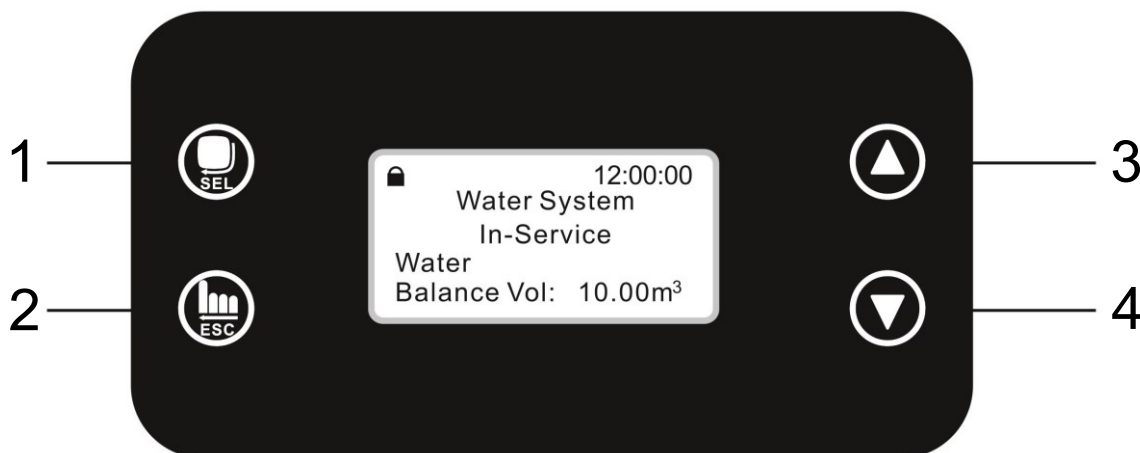 1
SEL
3
12:00:00
Water System
In-Service
Water
Balance Vol: 10.00m³
2
ESC
4